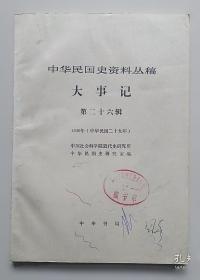 中华民国史资料丛稿
大事记
第二十六辑
1940年(中华民国二十九年)
中国社会科学院近代史研究所
中华民国史研究室编
中华书局